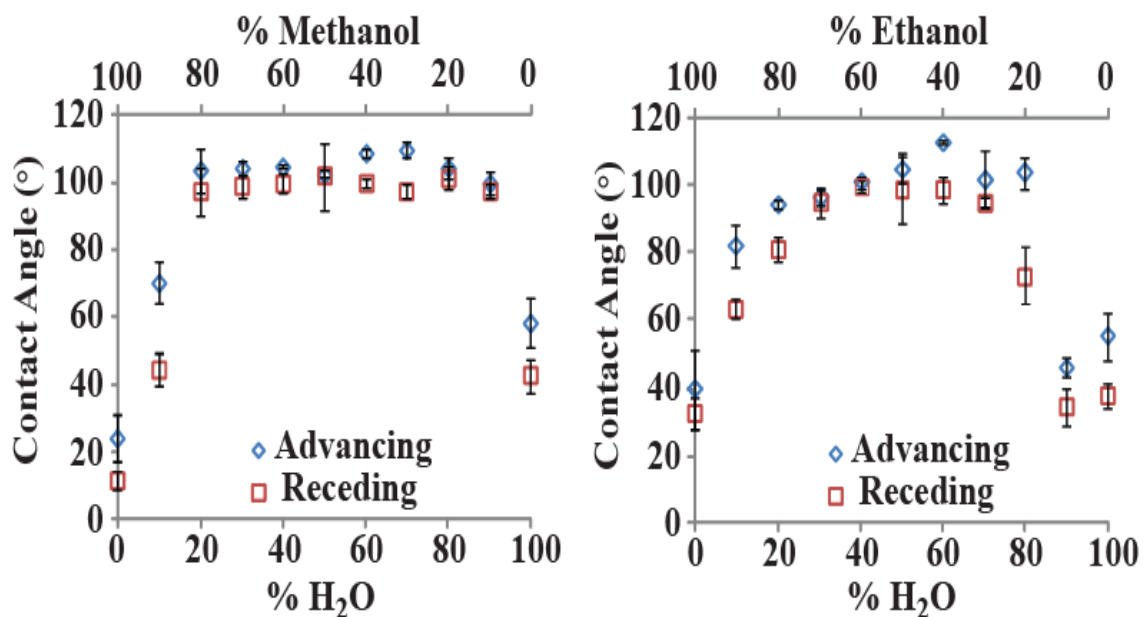 % Methanol
100 80 60 40 20 0
120
100
80
60
40
20
0
Contact Angle (°)
Advancing
Receding
0 20 40 60 80 100
% H₂O
% Ethanol
100 80 60 40 20 0
120
100
80
60
40
20
0
Contact Angle (°)
Advancing
Receding
0 20 40 60 80 100
% H₂O